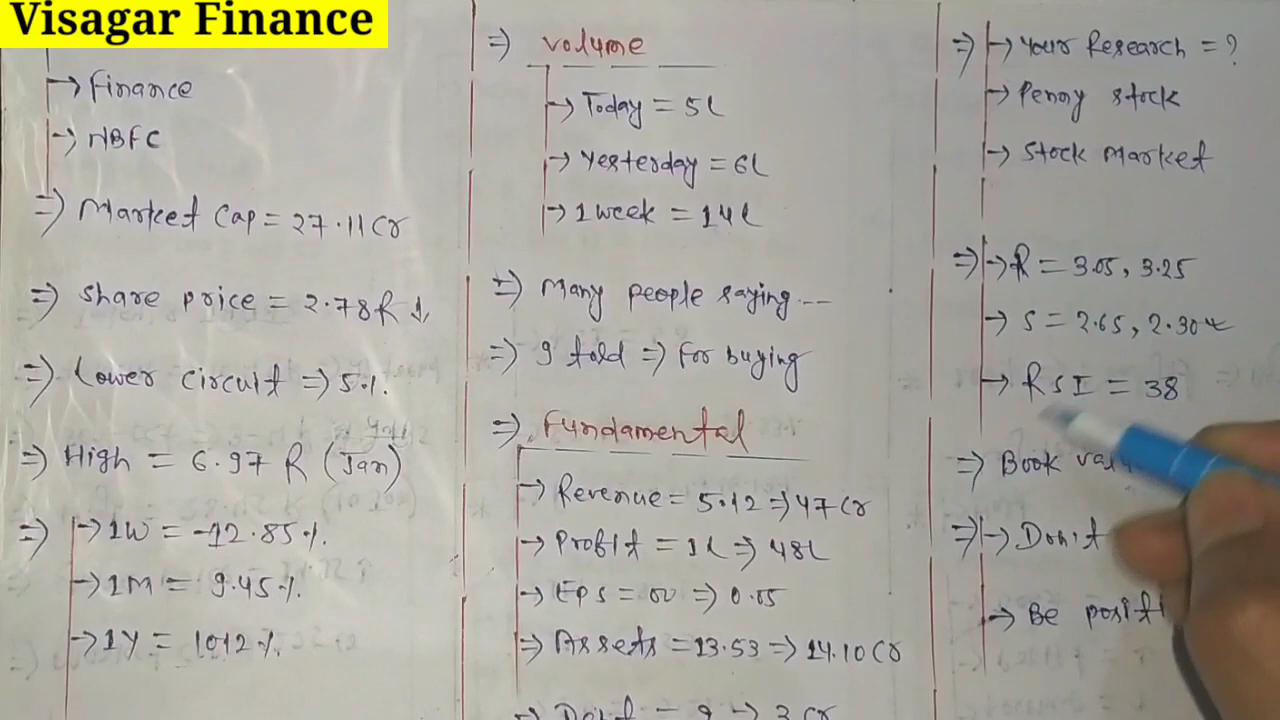 Visagar Finance
→ Finance
→ NBFC
⇒ Market Cap = 27.11 Cr
⇒ Share price = 2.78 R ↓
⇒ Lower circuit ⇒ 5%.
⇒ High = 6.97 R (Jan)
⇒ → 1W = -12.85%.
→ 1M = 9.45%.
→ 1Y = 1012%.
⇒ Volume
→ Today = 5L
→ Yesterday = 6L
→ 1 week = 14L
⇒ Many people saying...
⇒ I told ⇒ for buying
⇒ Fundamental
→ Revenue = 5.12 ⇒ 47 Cr
→ Profit = 1L ⇒ 48L
→ EPS = 00 ⇒ 0.05
⇒ Assets = 13.53 ⇒ 14.10 Cr
⇒ → Your Research = ?
→ Penny stock
→ Stock Market
⇒ → R = 3.05, 3.25
→ S = 2.65, 2.30
→ RSI = 38
⇒ Book
⇒ → Don't
→ Be